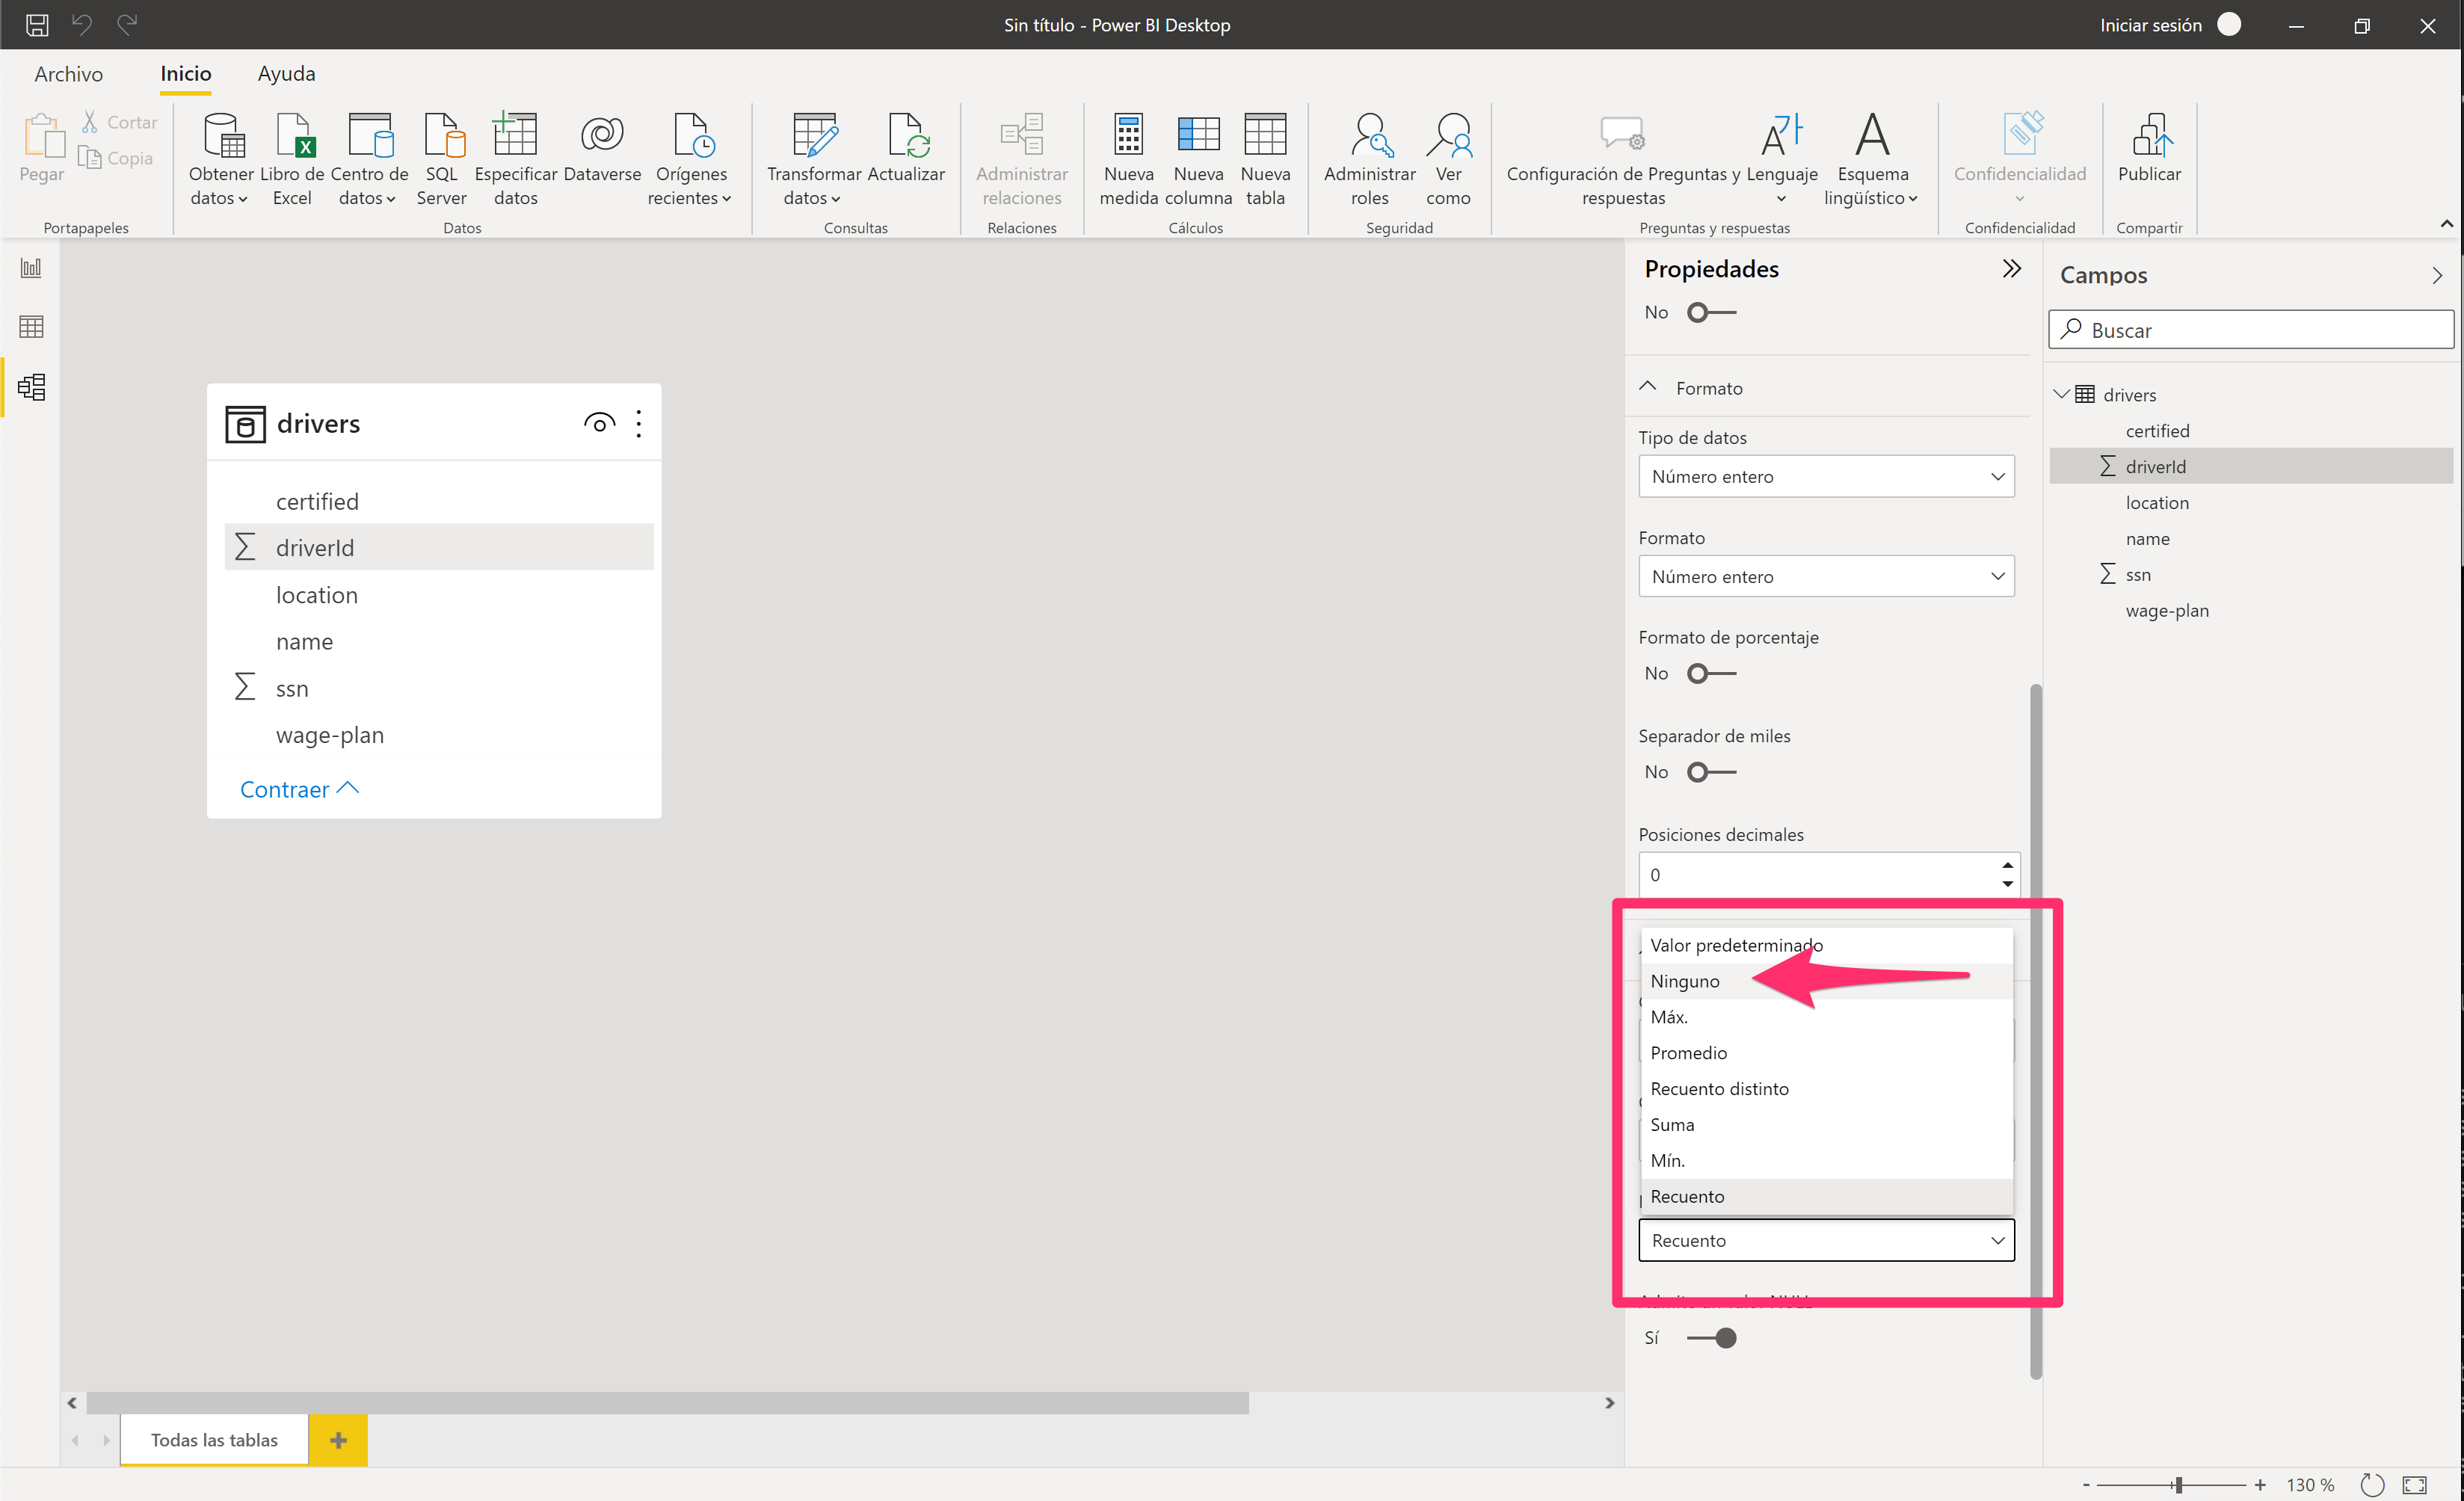 Sin título - Power BI Desktop
Iniciar sesión
Archivo
Inicio
Ayuda
Pegar
Cortar
Copia
Obtener datos
Libro de Excel
Centro de datos
SQL Server
Especificar datos
Dataverse
Orígenes recientes
Transformar datos
Actualizar
Administrar relaciones
Nueva medida
Nueva columna
Nueva tabla
Administrar roles
Ver como
Configuración de Preguntas y respuestas
Lenguaje
Esquema lingüístico
Confidencialidad
Publicar
Portapapeles
Datos
Consultas
Relaciones
Cálculos
Seguridad
Preguntas y respuestas
Confidencialidad
Compartir
drivers
certified
driverId
location
name
ssn
wage-plan
Contraer
Propiedades
No
Formato
Tipo de datos
Número entero
Formato
Número entero
Formato de porcentaje
No
Separador de miles
No
Posiciones decimales
0
Valor predeterminado
Ninguno
Máx.
Promedio
Recuento distinto
Suma
Mín.
Recuento
Recuento
Sí
Campos
Buscar
drivers
certified
driverId
location
name
ssn
wage-plan
Todas las tablas
- + 130 %